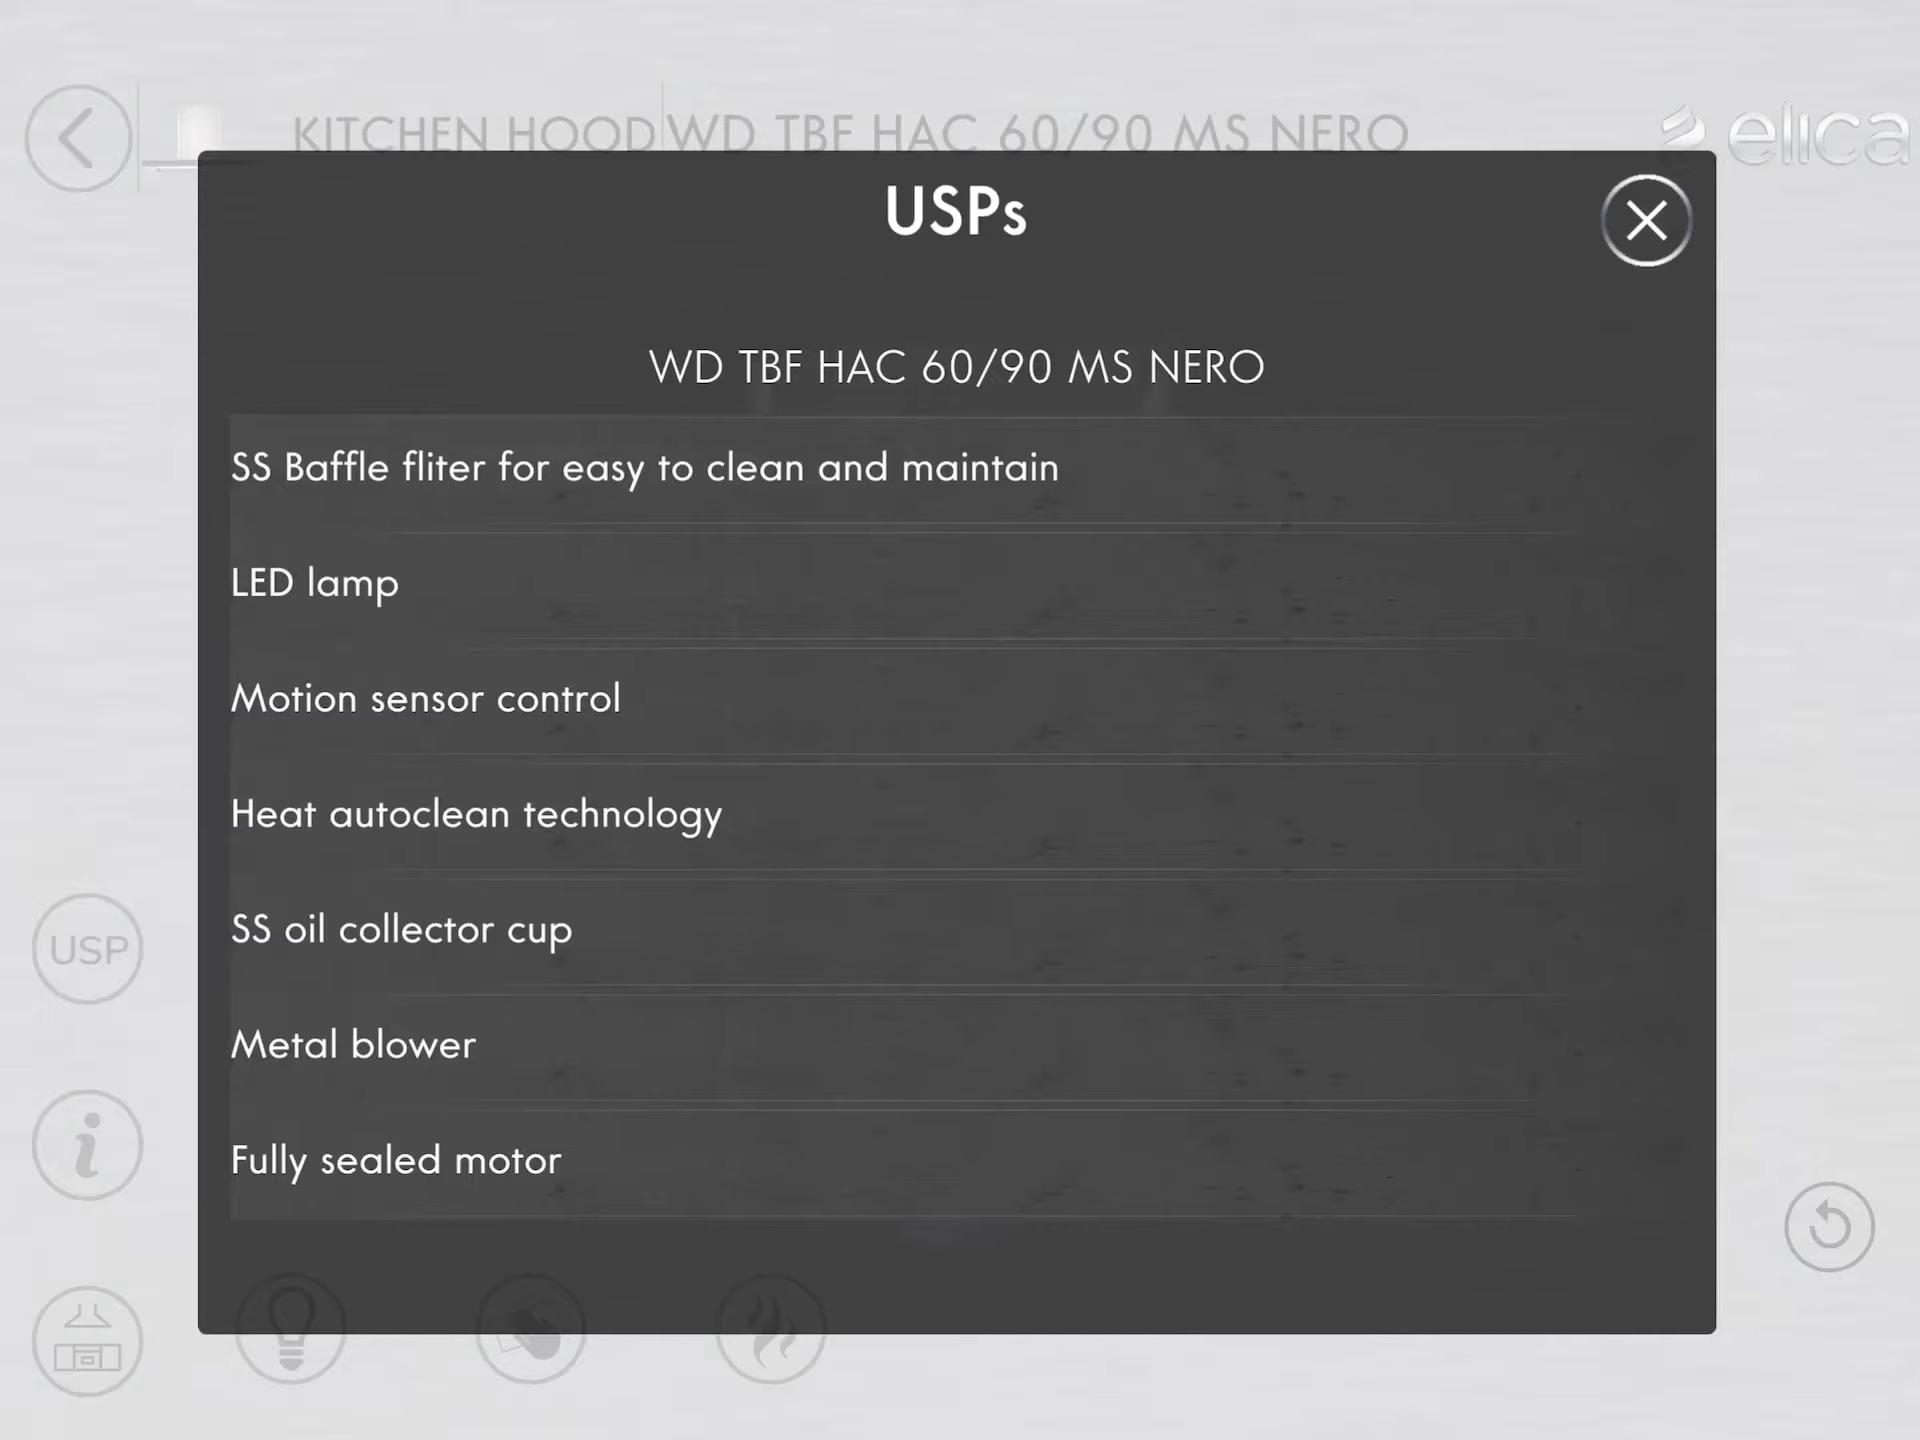 KITCHEN HOOD WD TBF HAC 60/90 MS NERO
elica
USPs
WD TBF HAC 60/90 MS NERO
SS Baffle fliter for easy to clean and maintain
LED lamp
Motion sensor control
Heat autoclean technology
SS oil collector cup
USP
Metal blower
i
Fully sealed motor